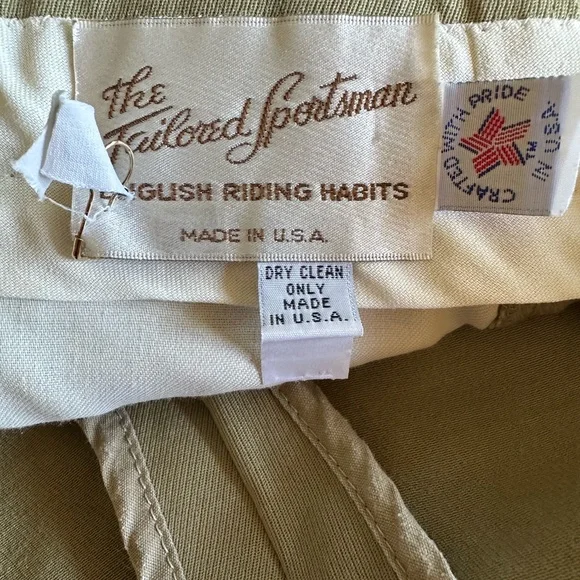 The
Tailored Sportsman
ENGLISH RIDING HABITS
MADE IN U.S.A.
CRAFTED WITH PRIDE
IN U.S.A.
DRY CLEAN
ONLY
MADE
IN U.S.A.